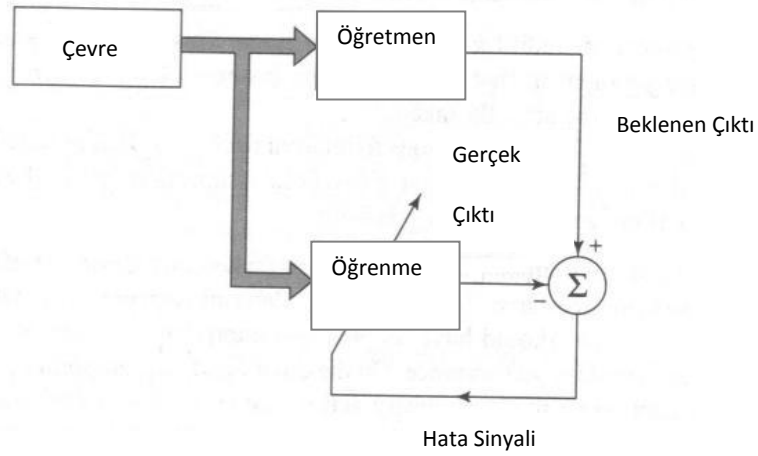 Çevre
Öğretmen
Beklenen Çıktı
Gerçek
Çıktı
Öğrenme
+
−
Σ
Hata Sinyali